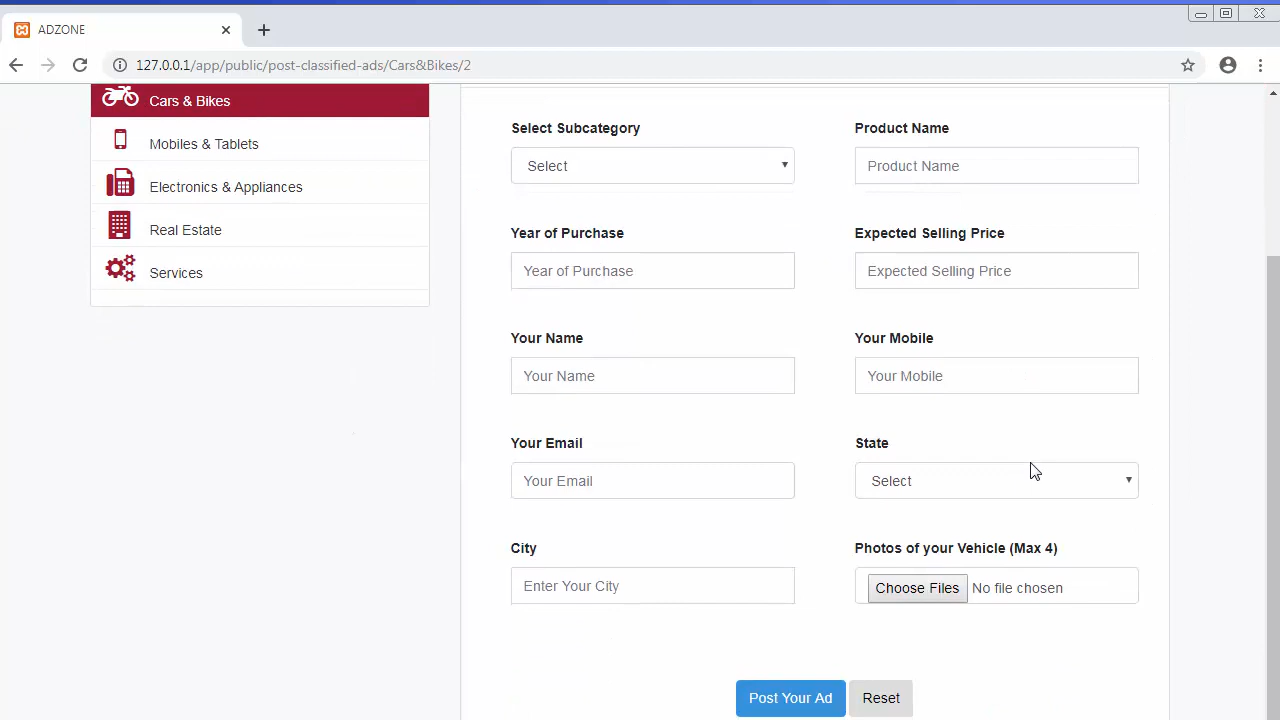 ADZONE
127.0.0.1/app/public/post-classified-ads/Cars&Bikes/2
Cars & Bikes
Mobiles & Tablets
Electronics & Appliances
Real Estate
Services
Select Subcategory
Product Name
Select
Product Name
Year of Purchase
Expected Selling Price
Year of Purchase
Expected Selling Price
Your Name
Your Mobile
Your Name
Your Mobile
Your Email
State
Your Email
Select
City
Photos of your Vehicle (Max 4)
Enter Your City
Choose Files No file chosen
Post Your Ad
Reset